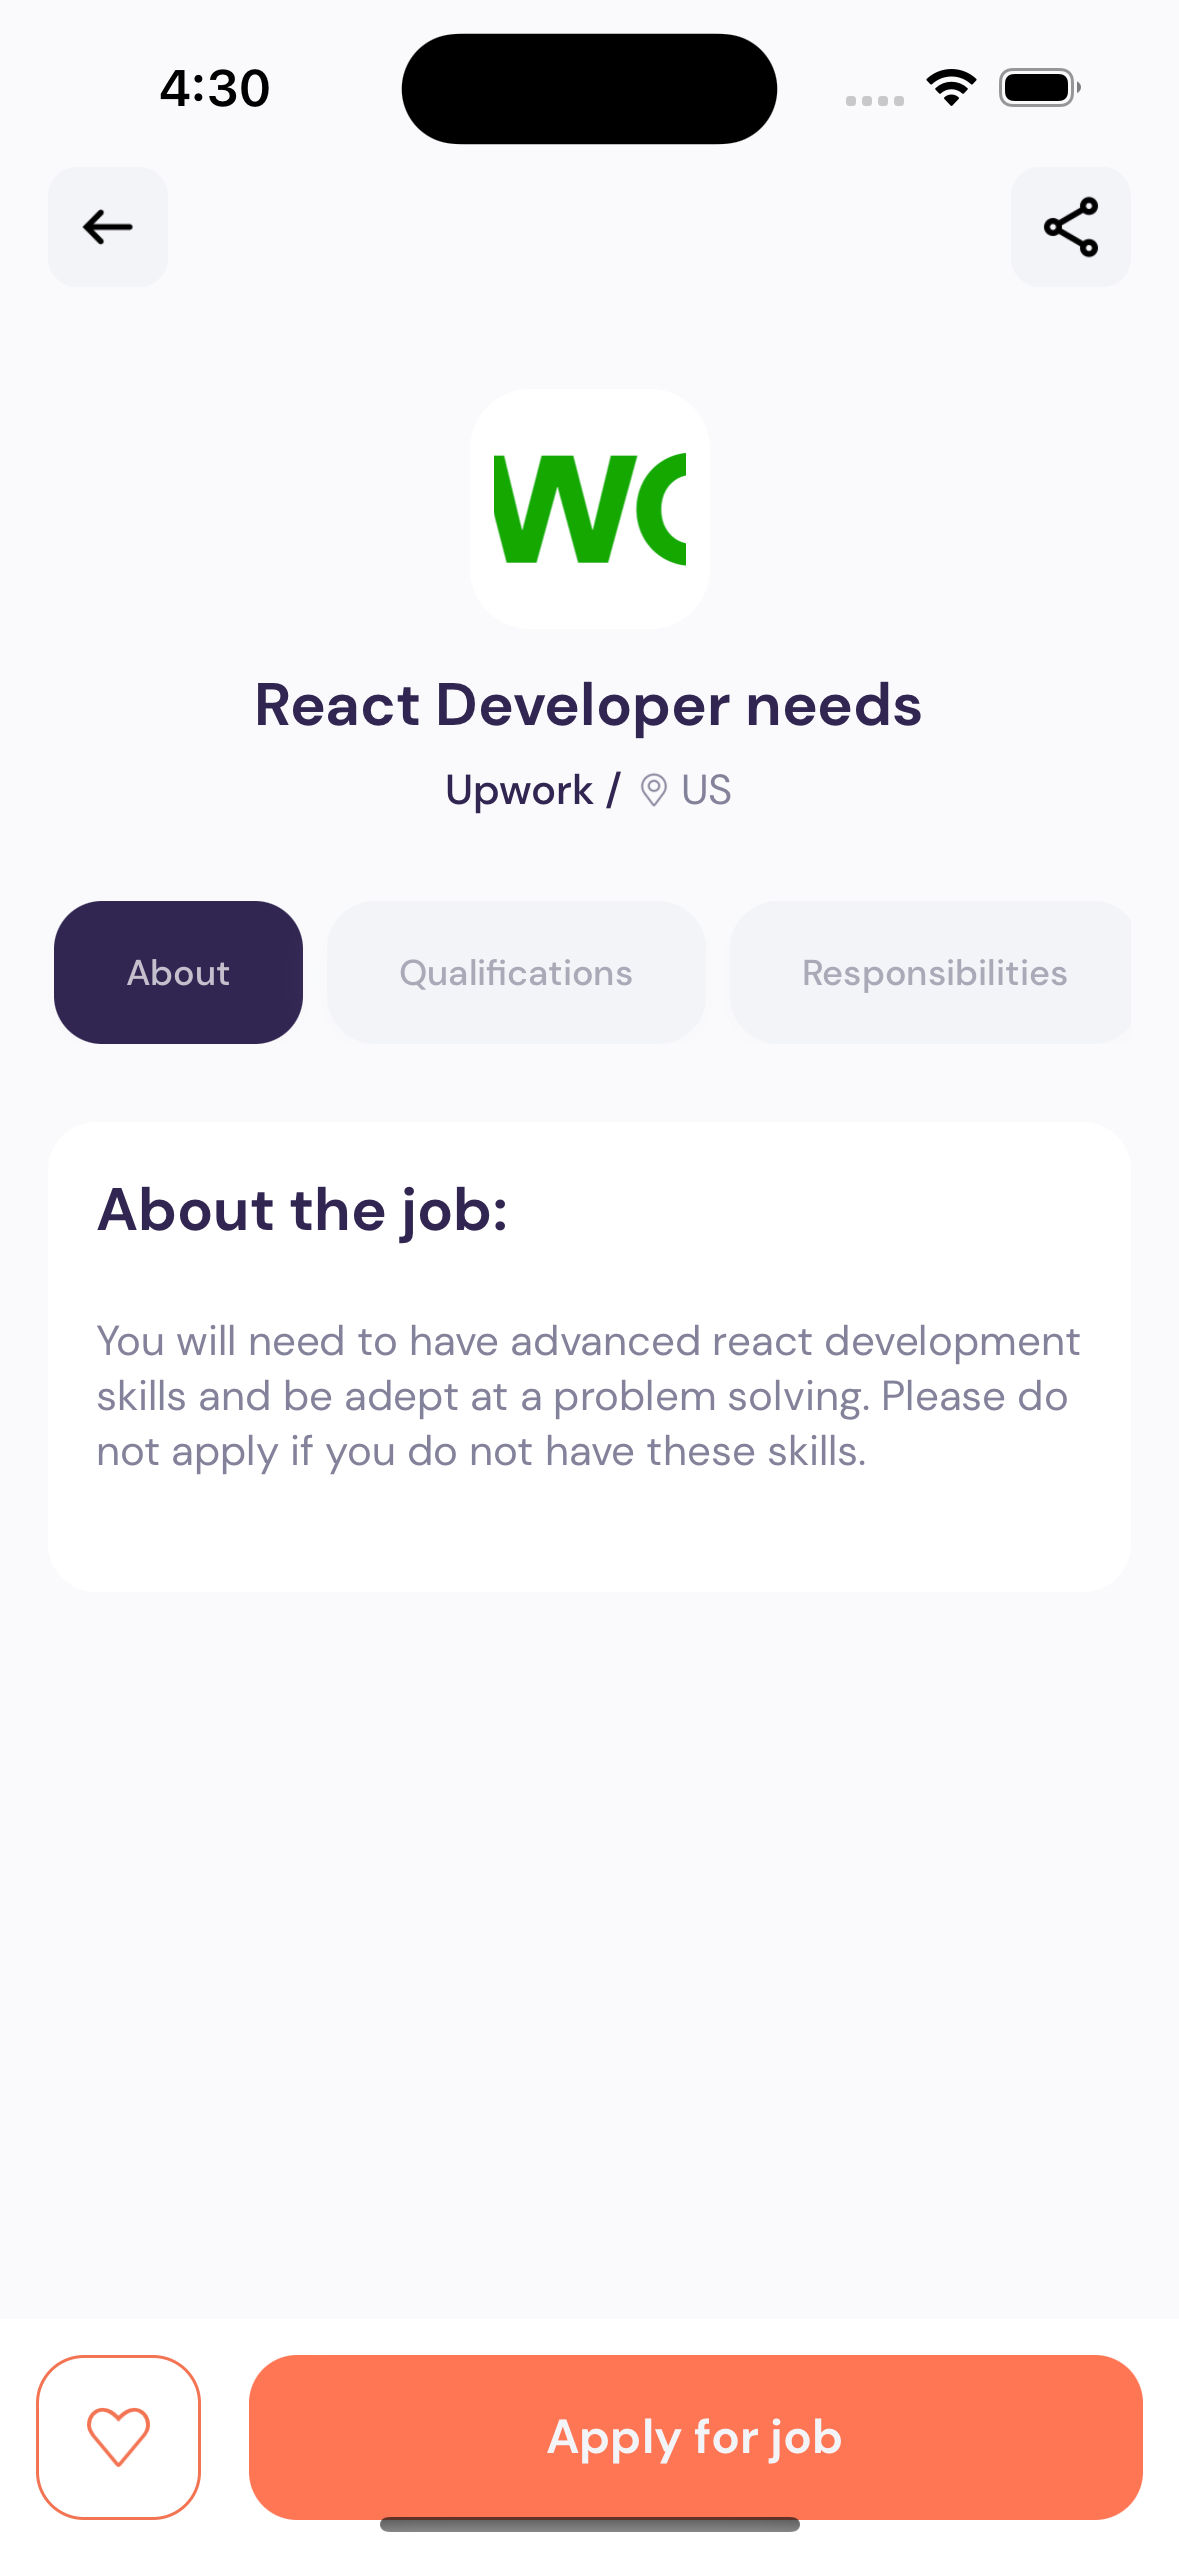 4:30
WO
React Developer needs
Upwork / US
About
Qualifications
Responsibilities
About the job:
You will need to have advanced react development
skills and be adept at a problem solving. Please do
not apply if you do not have these skills.
Apply for job